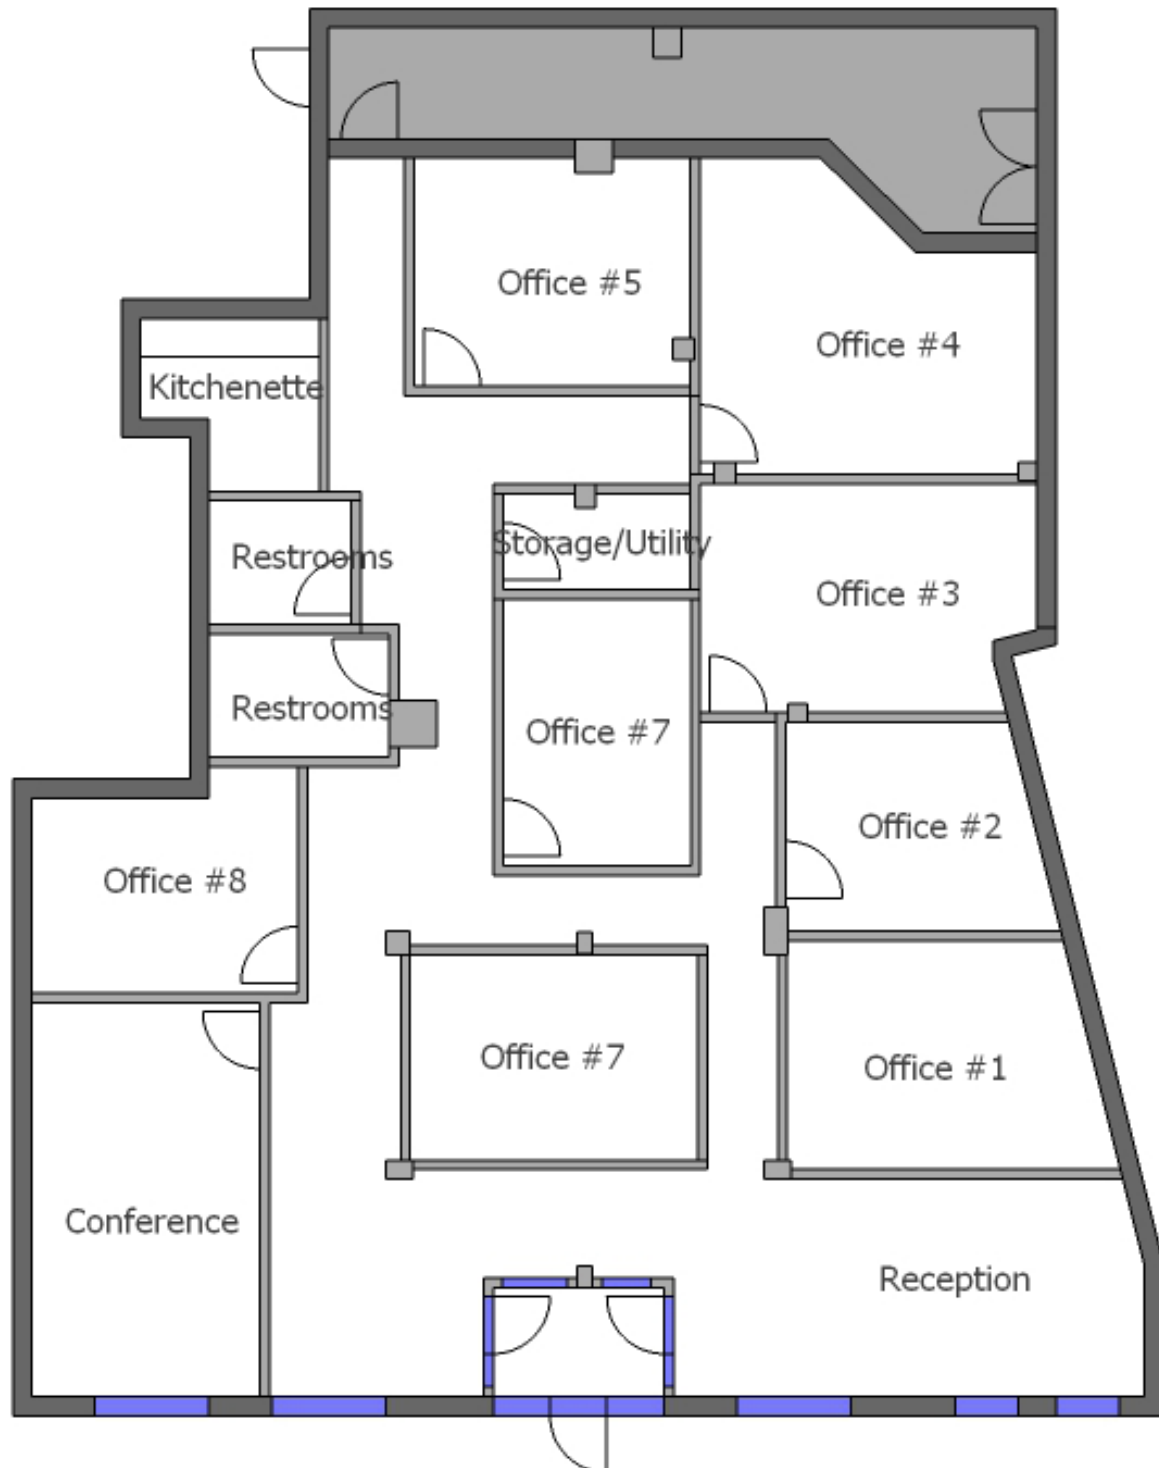 Office #5
Office #4
Kitchenette
Restrooms
Storage/Utility
Office #3
Restrooms
Office #7
Office #2
Office #8
Office #7
Office #1
Conference
Reception